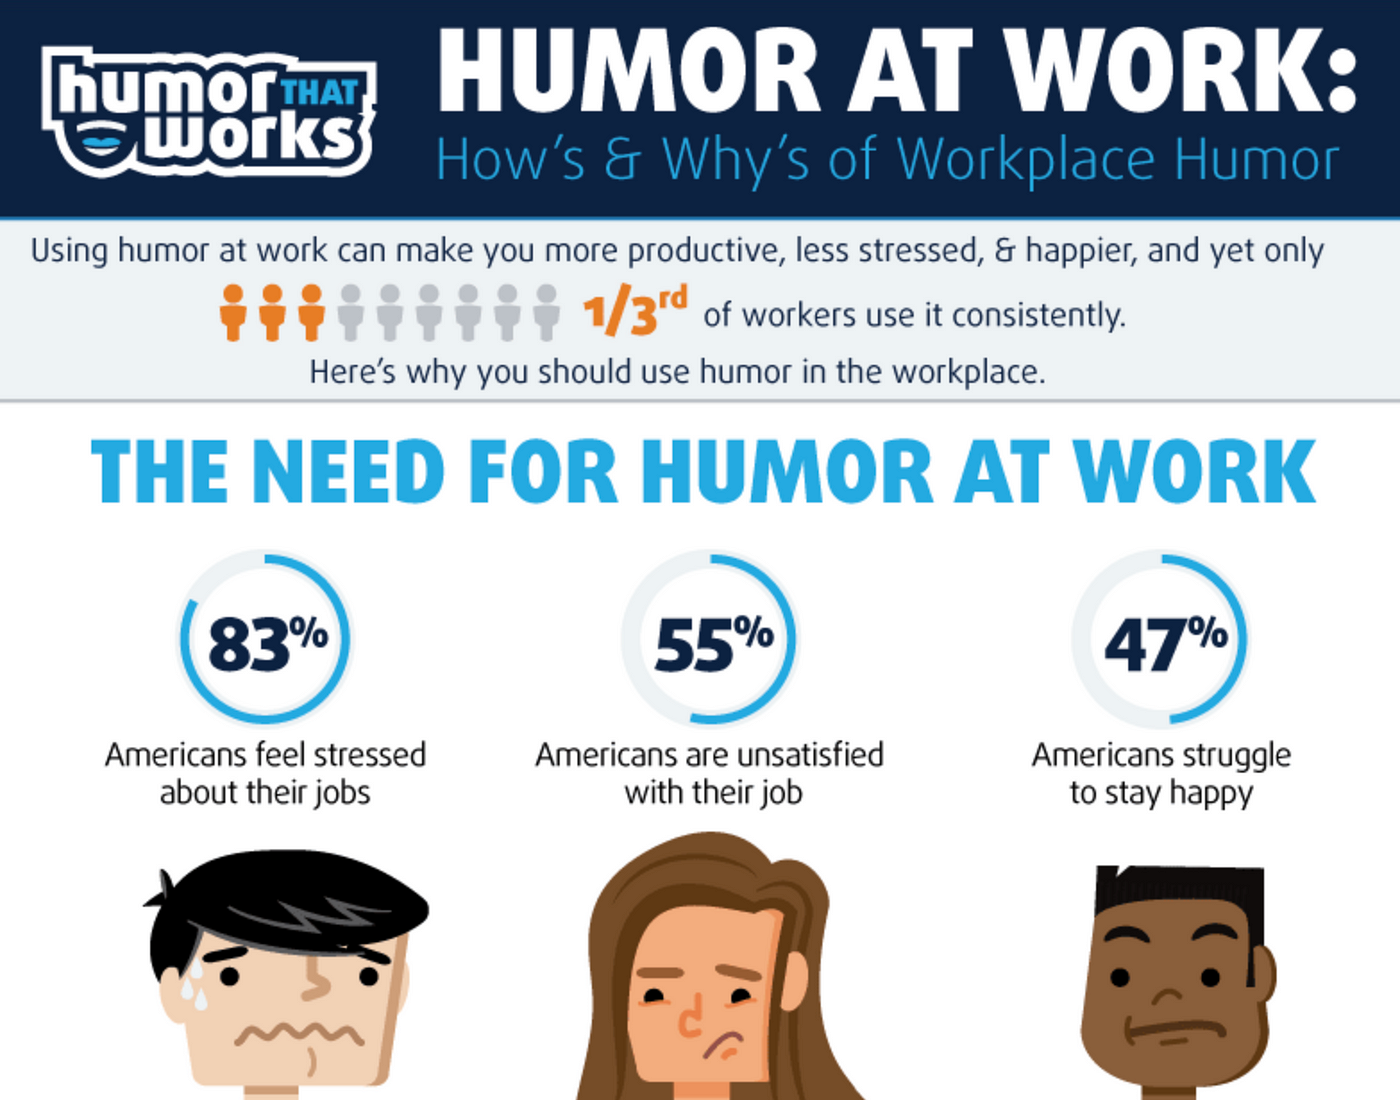 humor THAT
works
HUMOR AT WORK:
How's & Why's of Workplace Humor
Using humor at work can make you more productive, less stressed, & happier, and yet only
1/3rd of workers use it consistently.
Here's why you should use humor in the workplace.
THE NEED FOR HUMOR AT WORK
83%
Americans feel stressed
about their jobs
55%
Americans are unsatisfied
with their job
47%
Americans struggle
to stay happy